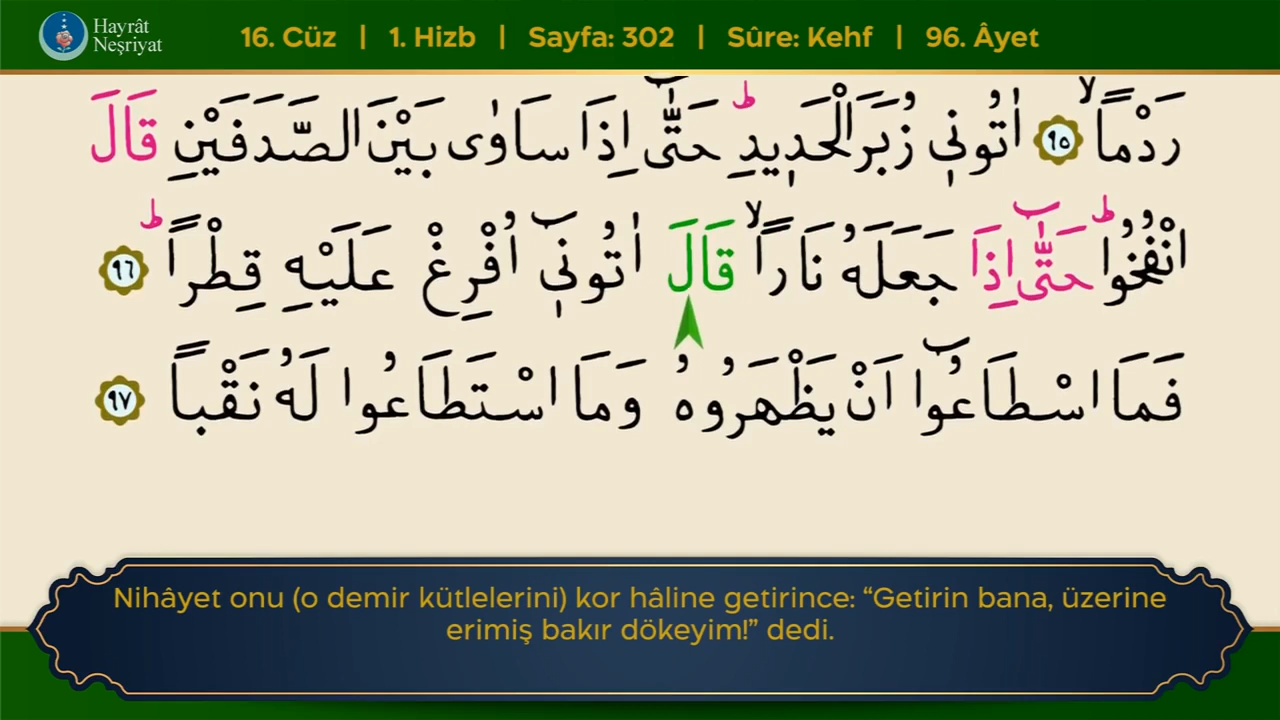 Hayrât
Neşriyat
16. Cüz | 1. Hizb | Sayfa: 302 | Sûre: Kehf | 96. Âyet
رَدْمًاۙ ﴿٩٥﴾ اٰتُونٖي زُبَرَ الْحَدٖيدِۜ حَتّٰٓى اِذَا سَاوٰى بَيْنَ الصَّدَفَيْنِ قَالَ
انْفُخُواۜ حَتّٰٓى اِذَا جَعَلَهُ نَارًاۙ قَالَ اٰتُونٖٓي اُفْرِغْ عَلَيْهِ قِطْرًاۜ ﴿٩٦﴾
فَمَا اسْطَاعُٓوا اَنْ يَظْهَرُوهُ وَمَا اسْتَطَاعُوا لَهُ نَقْبًا ﴿٩٧﴾
Nihâyet onu (o demir kütlelerini) kor hâline getirince: “Getirin bana, üzerine
erimiş bakır dökeyim!” dedi.